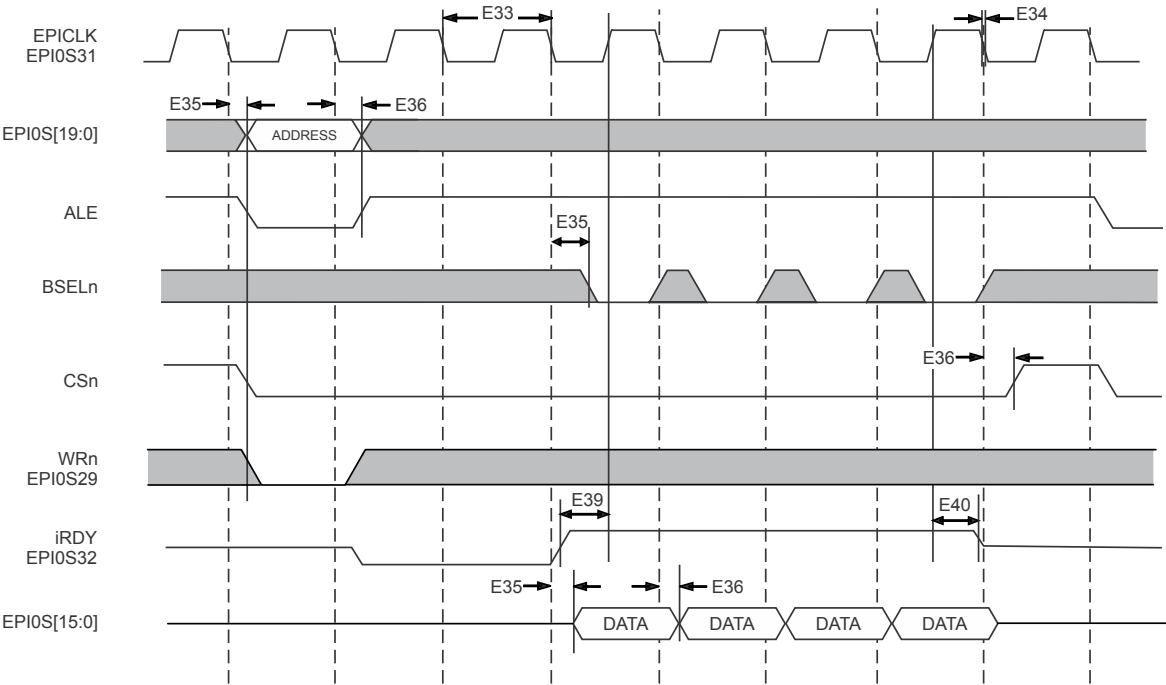 E33
E34
EPICLK
EPI0S31
E35
E36
EPI0S[19:0]
ADDRESS
ALE
E35
BSELn
E36
CSn
WRn
EPI0S29
E39
E40
iRDY
EPI0S32
E35
E36
EPI0S[15:0]
DATA
DATA
DATA
DATA